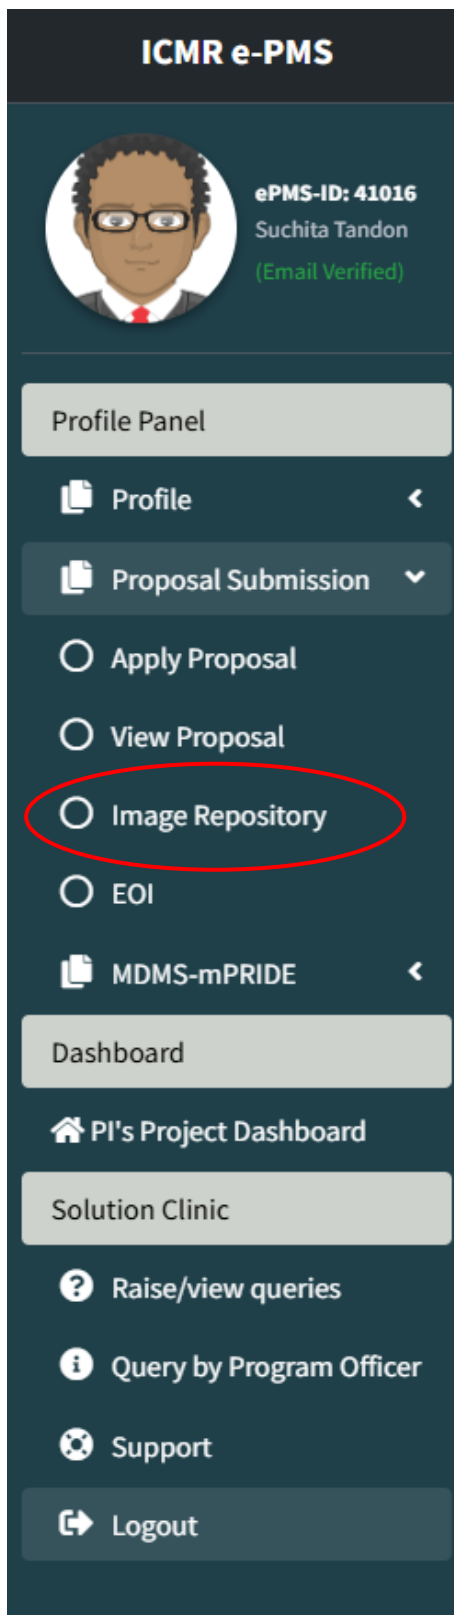 ICMR e-PMS
ePMS-ID: 41016
Suchita Tandon
(Email Verified)
Profile Panel
Profile
Proposal Submission
Apply Proposal
View Proposal
Image Repository
EOI
MDMS-mPRIDE
Dashboard
PI's Project Dashboard
Solution Clinic
Raise/view queries
Query by Program Officer
Support
Logout